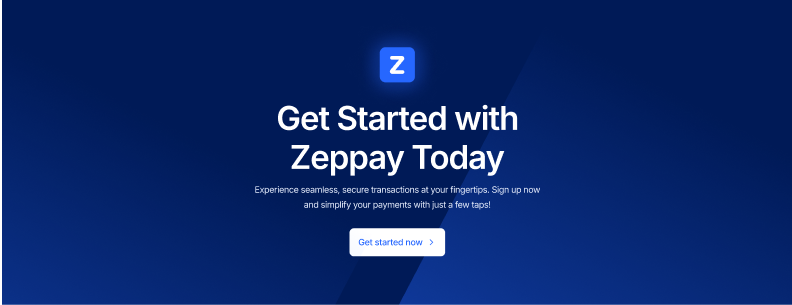 Z
Get Started with
Zeppay Today
Experience seamless, secure transactions at your fingertips. Sign up now
and simplify your payments with just a few taps!
Get started now